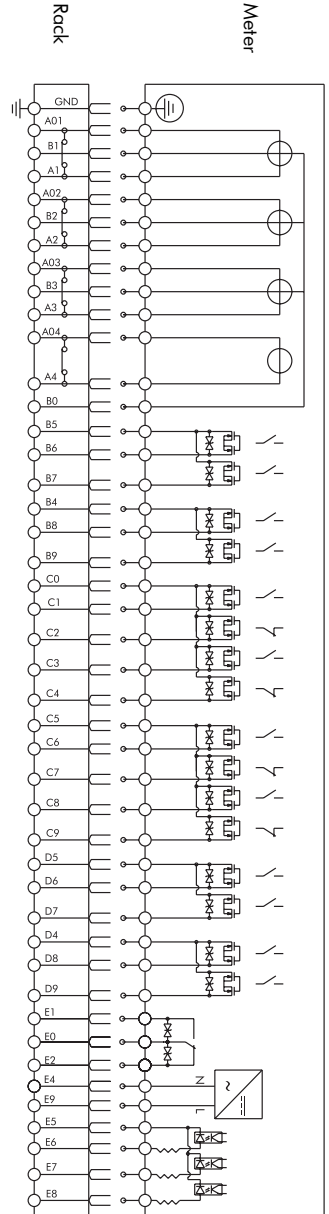 Rack
Meter
GND
A01
B1
A1
A02
B2
A2
A03
B3
A3
A04
A4
B0
B5
B6
B7
B4
B8
B9
C0
C1
C2
C3
C4
C5
C6
C7
C8
C9
D5
D6
D7
D4
D8
D9
E1
E0
E2
E4
N
~
E9
L
E5
E6
E7
E8